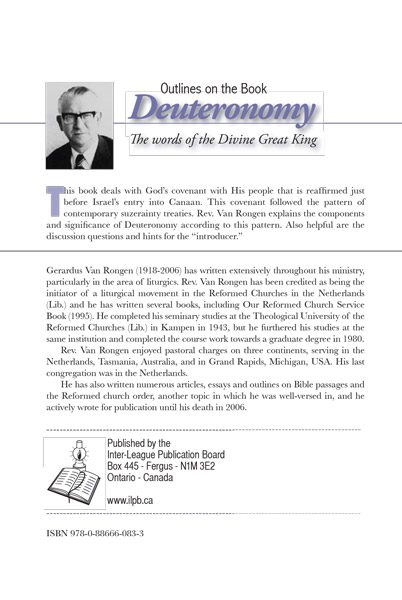 Outlines on the Book
Deuteronomy
The words of the Divine Great King
This book deals with God's covenant with His people that is reaffirmed just
before Israel's entry into Canaan. This covenant followed the pattern of
contemporary suzerainty treaties. Rev. Van Rongen explains the components
and significance of Deuteronomy according to this pattern. Also helpful are the
discussion questions and hints for the “introducer.”
Gerardus Van Rongen (1918-2006) has written extensively throughout his ministry,
particularly in the area of liturgics. Rev. Van Rongen has been credited as being the
initiator of a liturgical movement in the Reformed Churches in the Netherlands
(Lib.) and he has written several books, including Our Reformed Church Service
Book (1995). He completed his seminary studies at the Theological University of the
Reformed Churches (Lib.) in Kampen in 1943, but he furthered his studies at the
same institution and completed the course work towards a graduate degree in 1980.
Rev. Van Rongen enjoyed pastoral charges on three continents, serving in the
Netherlands, Tasmania, Australia, and in Grand Rapids, Michigan, USA. His last
congregation was in the Netherlands.
He has also written numerous articles, essays and outlines on Bible passages and
the Reformed church order, another topic in which he was well-versed in, and he
actively wrote for publication until his death in 2006.
Published by the
Inter-League Publication Board
Box 445 - Fergus - N1M 3E2
Ontario - Canada
www.ilpb.ca
ISBN 978-0-88666-083-3